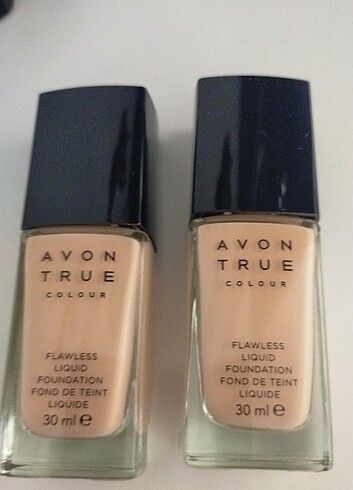 AVON
TRUE
COLOUR
FLAWLESS
LIQUID
FOUNDATION
FOND DE TEINT
LIQUIDE
30 ml e
AVON
TRUE
COLOUR
FLAWLESS
LIQUID
FOUNDATION
FOND DE TEINT
LIQUIDE
30 ml e